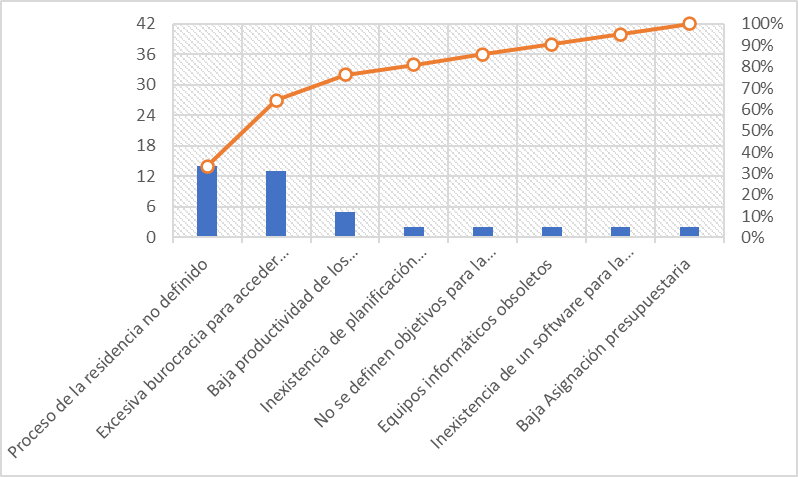 42
36
30
24
18
12
6
0
100%
90%
80%
70%
60%
50%
40%
30%
20%
10%
0%
Proceso de la residencia no definido
Excesiva burocracia para acceder...
Baja productividad de los...
Inexistencia de planificación...
No se definen objetivos para la...
Equipos informáticos obsoletos
Inexistencia de un software para la...
Baja Asignación presupuestaria